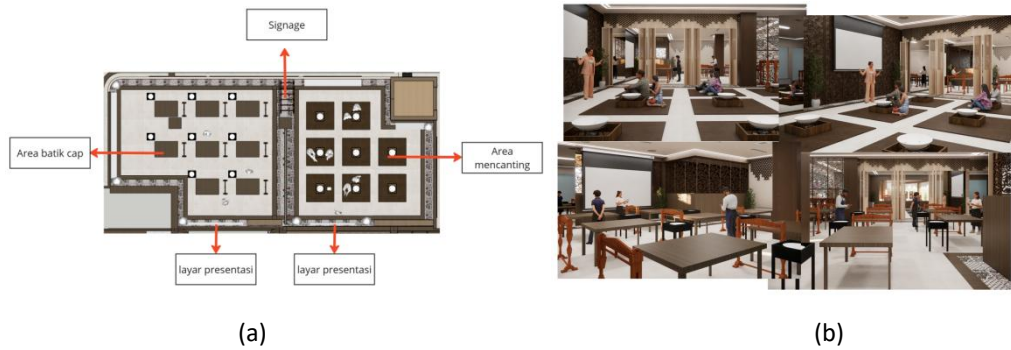 Signage
Area batik cap
Area
mencanting
layar presentasi
layar presentasi
(a)
(b)